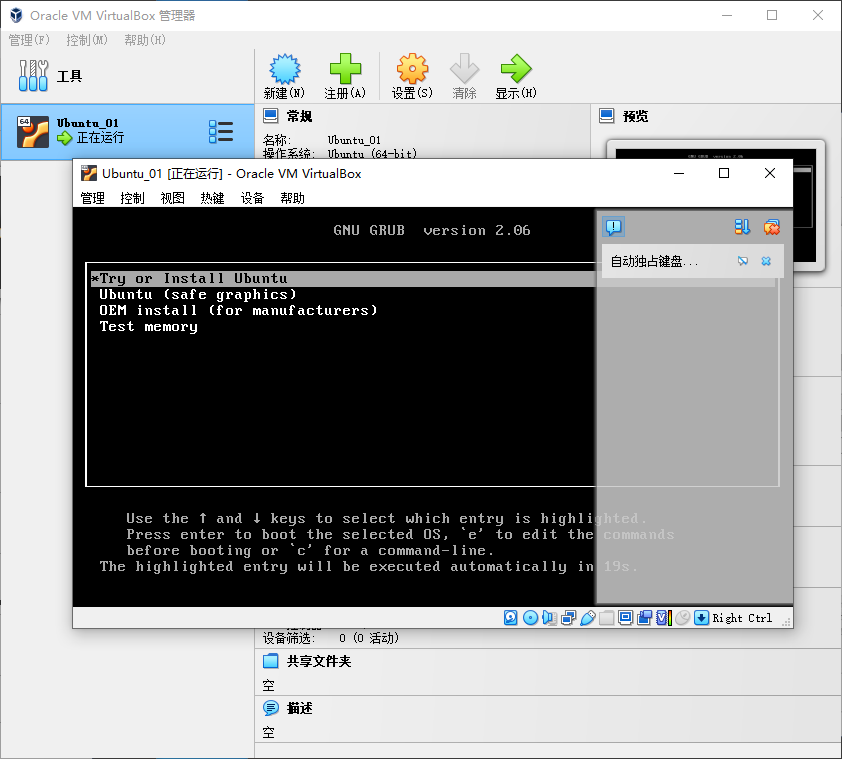 Oracle VM VirtualBox 管理器
管理(F) 控制(M) 帮助(H)
工具
新建(N) 注册(A) 设置(S) 清除 显示(H)
64
Ubuntu_01
正在运行
常规
名称: Ubuntu_01
操作系统: Ubuntu (64-bit)
预览
Ubuntu_01 [正在运行] - Oracle VM VirtualBox
管理 控制 视图 热键 设备 帮助
GNU GRUB version 2.06
自动独占键盘...
*Try or Install Ubuntu
Ubuntu (safe graphics)
OEM install (for manufacturers)
Test memory
Use the ↑ and ↓ keys to select which entry is highlighted.
Press enter to boot the selected OS, `e' to edit the commands
before booting or `c' for a command-line.
The highlighted entry will be executed automatically in 19s.
Right Ctrl
设备筛选: 0 (0 活动)
共享文件夹
空
描述
空